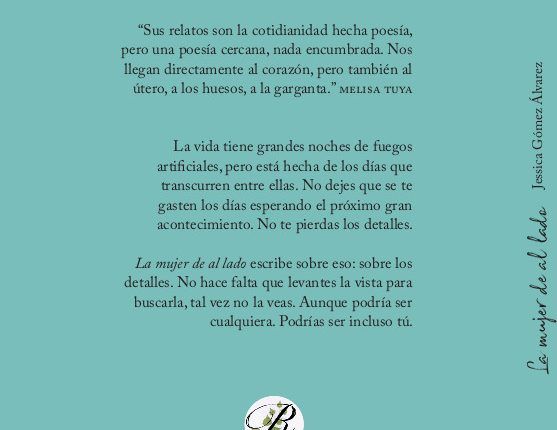 “Sus relatos son la cotidianidad hecha poesía,
pero una poesía cercana, nada encumbrada. Nos
llegan directamente al corazón, pero también al
útero, a los huesos, a la garganta.” MELISA TUYA
La vida tiene grandes noches de fuegos
artificiales, pero está hecha de los días que
transcurren entre ellas. No dejes que se te
gasten los días esperando el próximo gran
acontecimiento. No te pierdas los detalles.
La mujer de al lado escribe sobre eso: sobre los
detalles. No hace falta que levantes la vista para
buscarla, tal vez no la veas. Aunque podría ser
cualquiera. Podrías ser incluso tú.
La mujer de al lado Jessica Gómez Álvarez
R